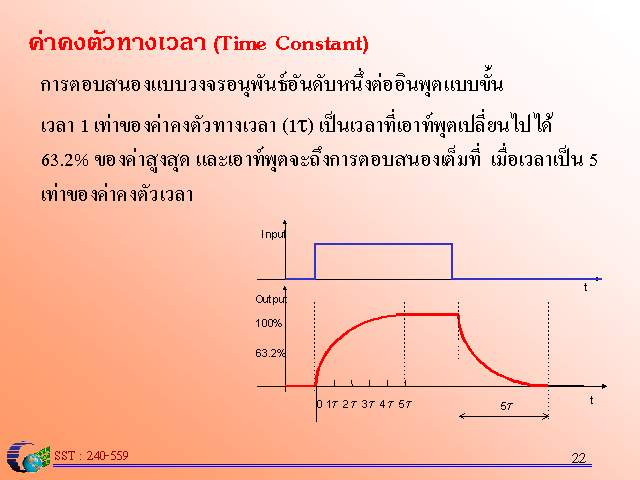 ค่าคงตัวทางเวลา (Time Constant)
การตอบสนองแบบวงจรอนุพันธ์อันดับหนึ่งต่ออินพุตแบบขั้น
เวลา 1 เท่าของค่าคงตัวทางเวลา (1τ) เป็นเวลาที่เอาท์พุตเปลี่ยนไปได้
63.2% ของค่าสูงสุด และเอาท์พุตจะถึงการตอบสนองเต็มที่ เมื่อเวลาเป็น 5
เท่าของค่าคงตัวเวลา
Input
t
Output
100%
63.2%
0 1τ 2τ 3τ 4τ 5τ
5τ
t
SST : 240-559
22